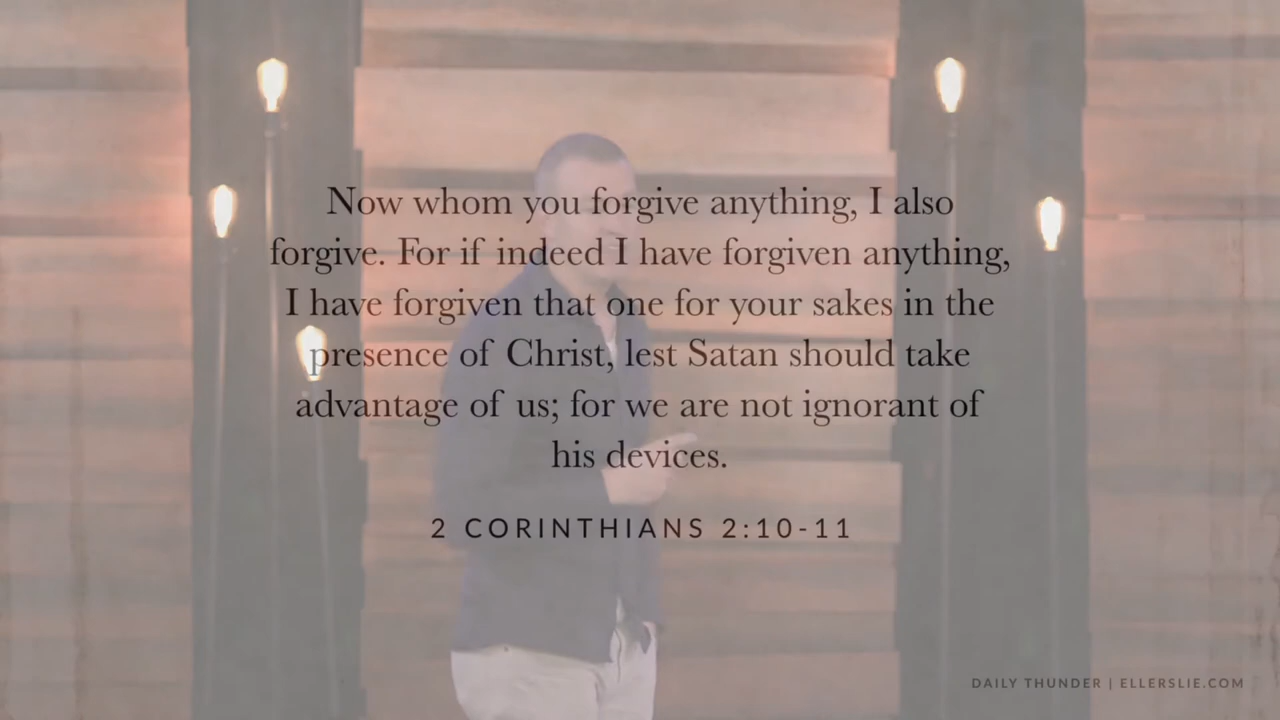 Now whom you forgive anything, I also
forgive. For if indeed I have forgiven anything,
I have forgiven that one for your sakes in the
presence of Christ, lest Satan should take
advantage of us; for we are not ignorant of
his devices.
2 CORINTHIANS 2:10-11
DAILY THUNDER | ELLERSLIE.COM